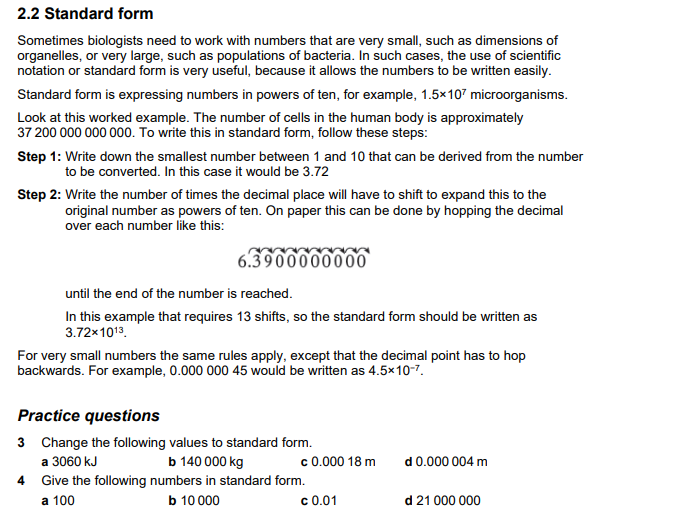 2.2 Standard form
Sometimes biologists need to work with numbers that are very small, such as dimensions of
organelles, or very large, such as populations of bacteria. In such cases, the use of scientific
notation or standard form is very useful, because it allows the numbers to be written easily.
Standard form is expressing numbers in powers of ten, for example, 1.5×10⁷ microorganisms.
Look at this worked example. The number of cells in the human body is approximately
37 200 000 000 000. To write this in standard form, follow these steps:
Step 1: Write down the smallest number between 1 and 10 that can be derived from the number
to be converted. In this case it would be 3.72
Step 2: Write the number of times the decimal place will have to shift to expand this to the
original number as powers of ten. On paper this can be done by hopping the decimal
over each number like this:
6.3900000000
until the end of the number is reached.
In this example that requires 13 shifts, so the standard form should be written as
3.72×10¹³.
For very small numbers the same rules apply, except that the decimal point has to hop
backwards. For example, 0.000 000 45 would be written as 4.5×10⁻⁷.
Practice questions
3 Change the following values to standard form.
a 3060 kJ b 140 000 kg c 0.000 18 m d 0.000 004 m
4 Give the following numbers in standard form.
a 100 b 10 000 c 0.01 d 21 000 000